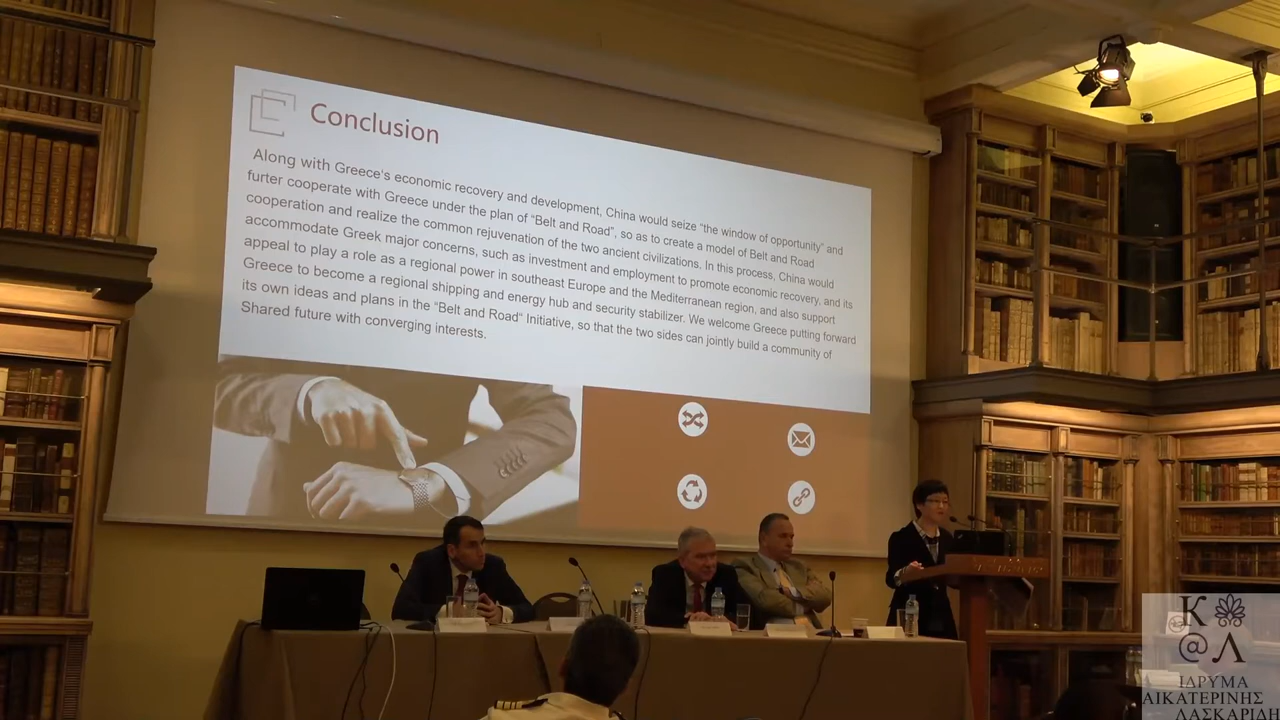 Conclusion
Along with Greece's economic recovery and development, China would seize "the window of opportunity" and
furter cooperate with Greece under the plan of "Belt and Road", so as to create a model of Belt and Road
cooperation and realize the common rejuvenation of the two ancient civilizations. In this process, China would
accommodate Greek major concerns, such as investment and employment to promote economic recovery, and its
appeal to play a role as a regional power in southeast Europe and the Mediterranean region, and also support
Greece to become a regional shipping and energy hub and security stabilizer. We welcome Greece putting forward
its own ideas and plans in the "Belt and Road" Initiative, so that the two sides can jointly build a community of
Shared future with converging interests.
Κ
@ Λ
ΙΔΡΥΜΑ
ΑΙΚΑΤΕΡΙΝΗΣ
ΛΑΣΚΑΡΙΔΗ